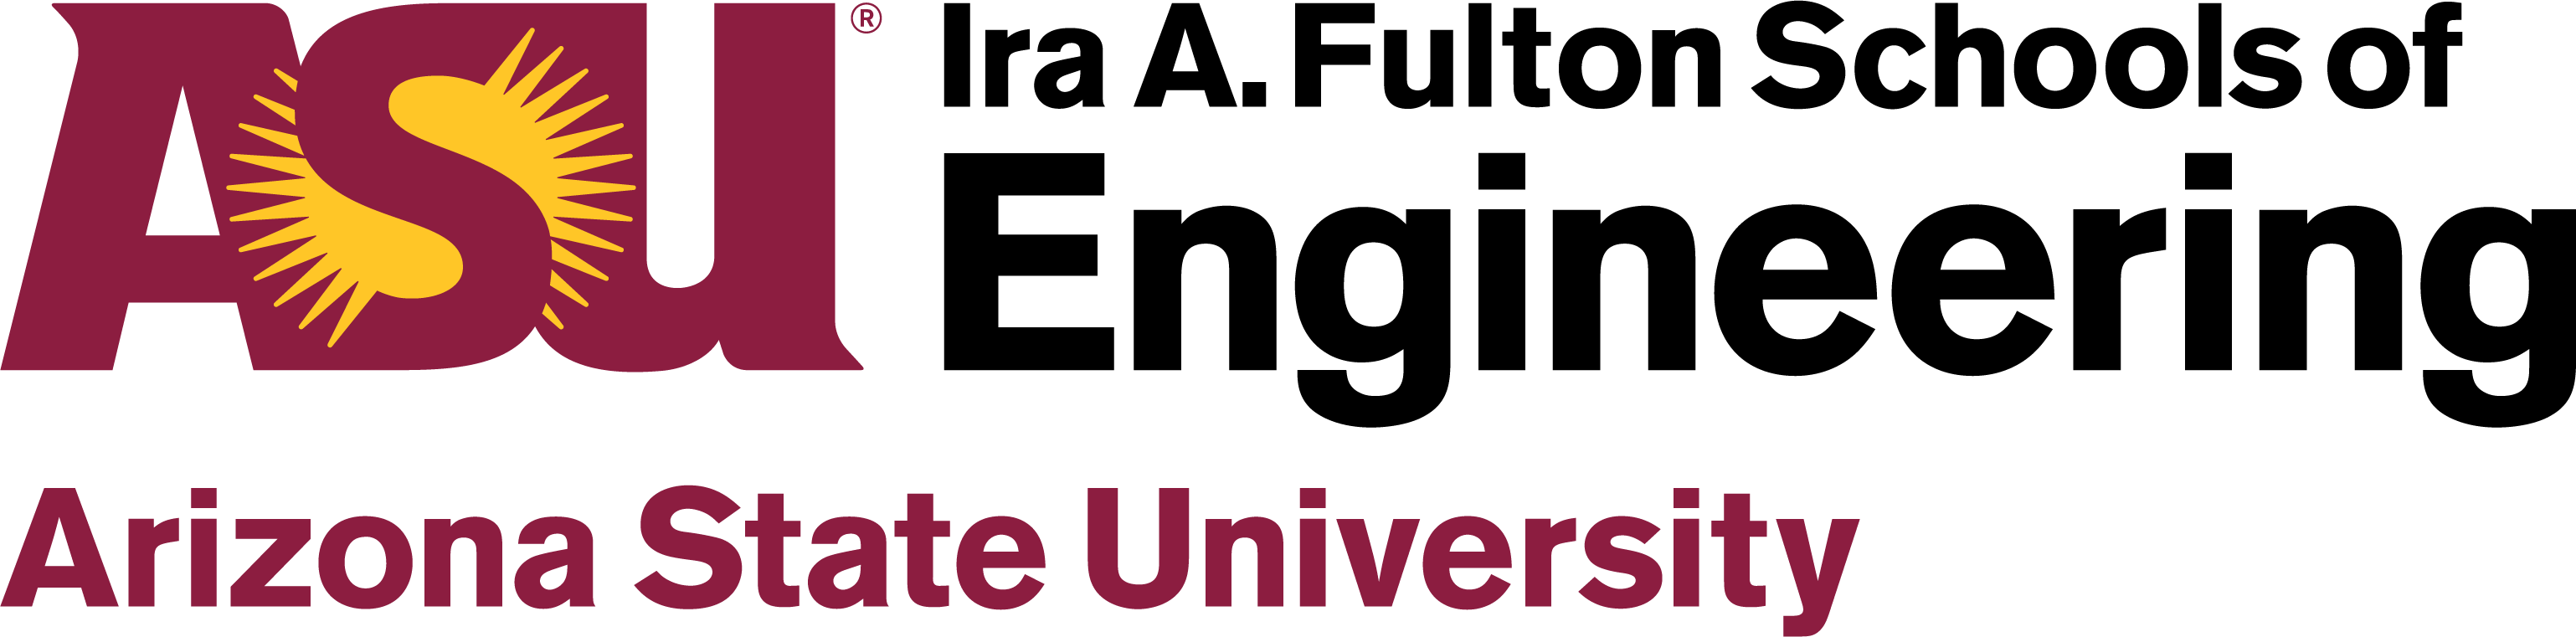 ASU®
Ira A. Fulton Schools of
Engineering
Arizona State University